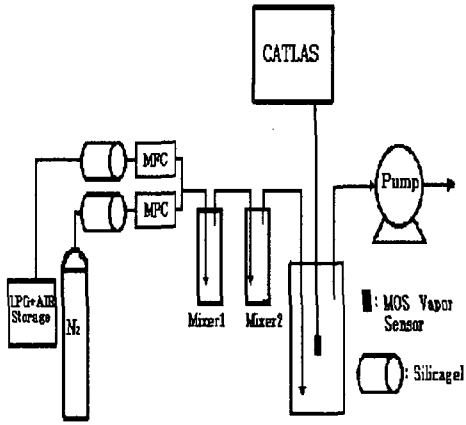 CATLAS
MFC
MFC
Pump
LPG+AIR
Storage
N2
Mixer1
Mixer2
: MOS Vapor
Sensor
: Silicagel